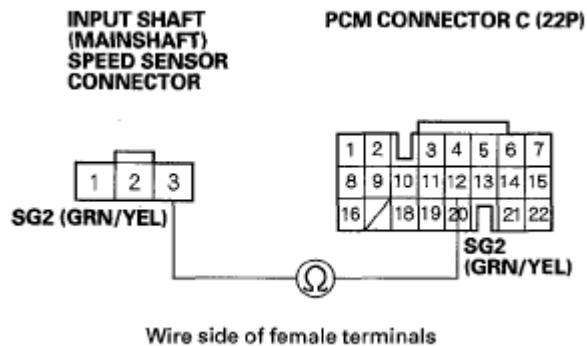 INPUT SHAFT
(MAINSHAFT)
SPEED SENSOR
CONNECTOR
PCM CONNECTOR C (22P)
1 2 3
SG2 (GRN/YEL)
1 2 3 4 5 6 7
8 9 10 11 12 13 14 15
16 18 19 20 21 22
SG2
(GRN/YEL)
Ω
Wire side of female terminals